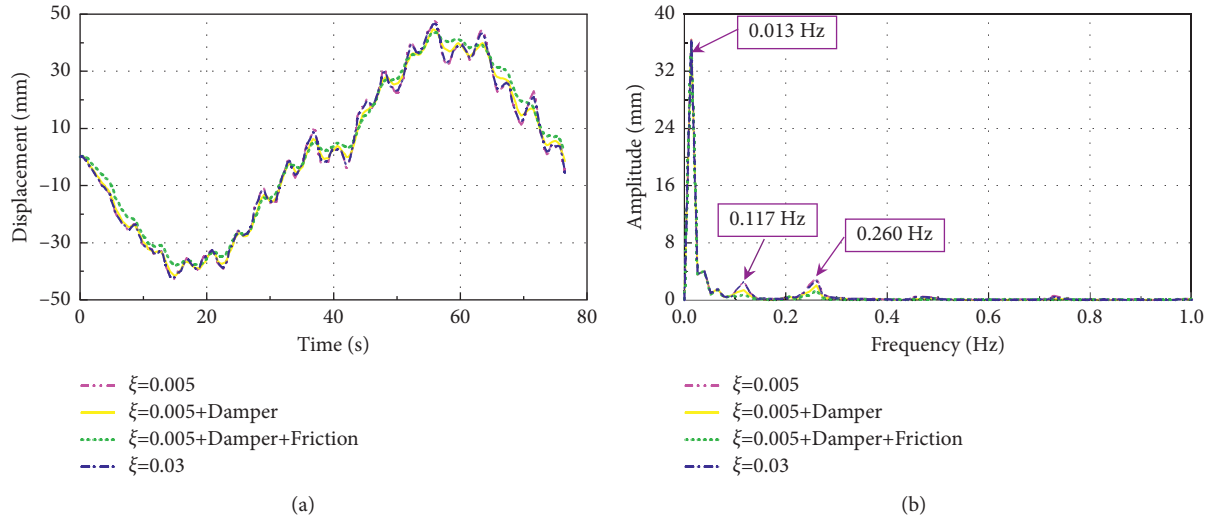 50
30
10
−10
−30
−50
Displacement (mm)
0
20
40
60
80
Time (s)
ξ=0.005
ξ=0.005+Damper
ξ=0.005+Damper+Friction
ξ=0.03
(a)
40
32
24
16
8
0
Amplitude (mm)
0.013 Hz
0.117 Hz
0.260 Hz
0.0
0.2
0.4
0.6
0.8
1.0
Frequency (Hz)
ξ=0.005
ξ=0.005+Damper
ξ=0.005+Damper+Friction
ξ=0.03
(b)